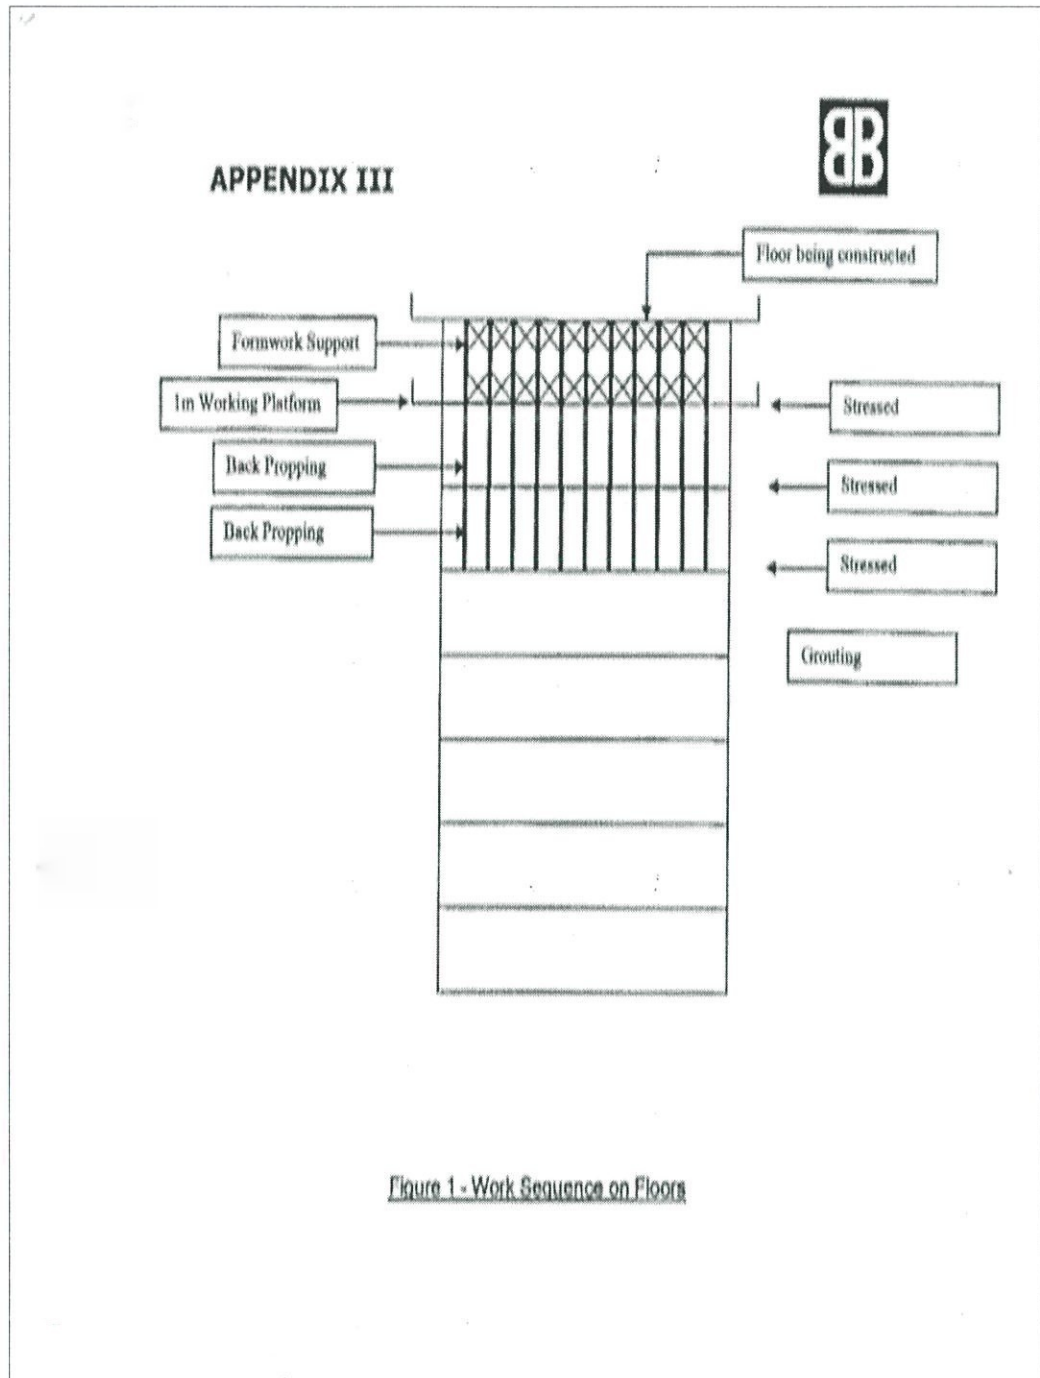 APPENDIX III
BB
Floor being constructed
Formwork Support
1m Working Platform
Stressed
Back Propping
Stressed
Back Propping
Stressed
Grouting
Figure 1 - Work Sequence on Floors